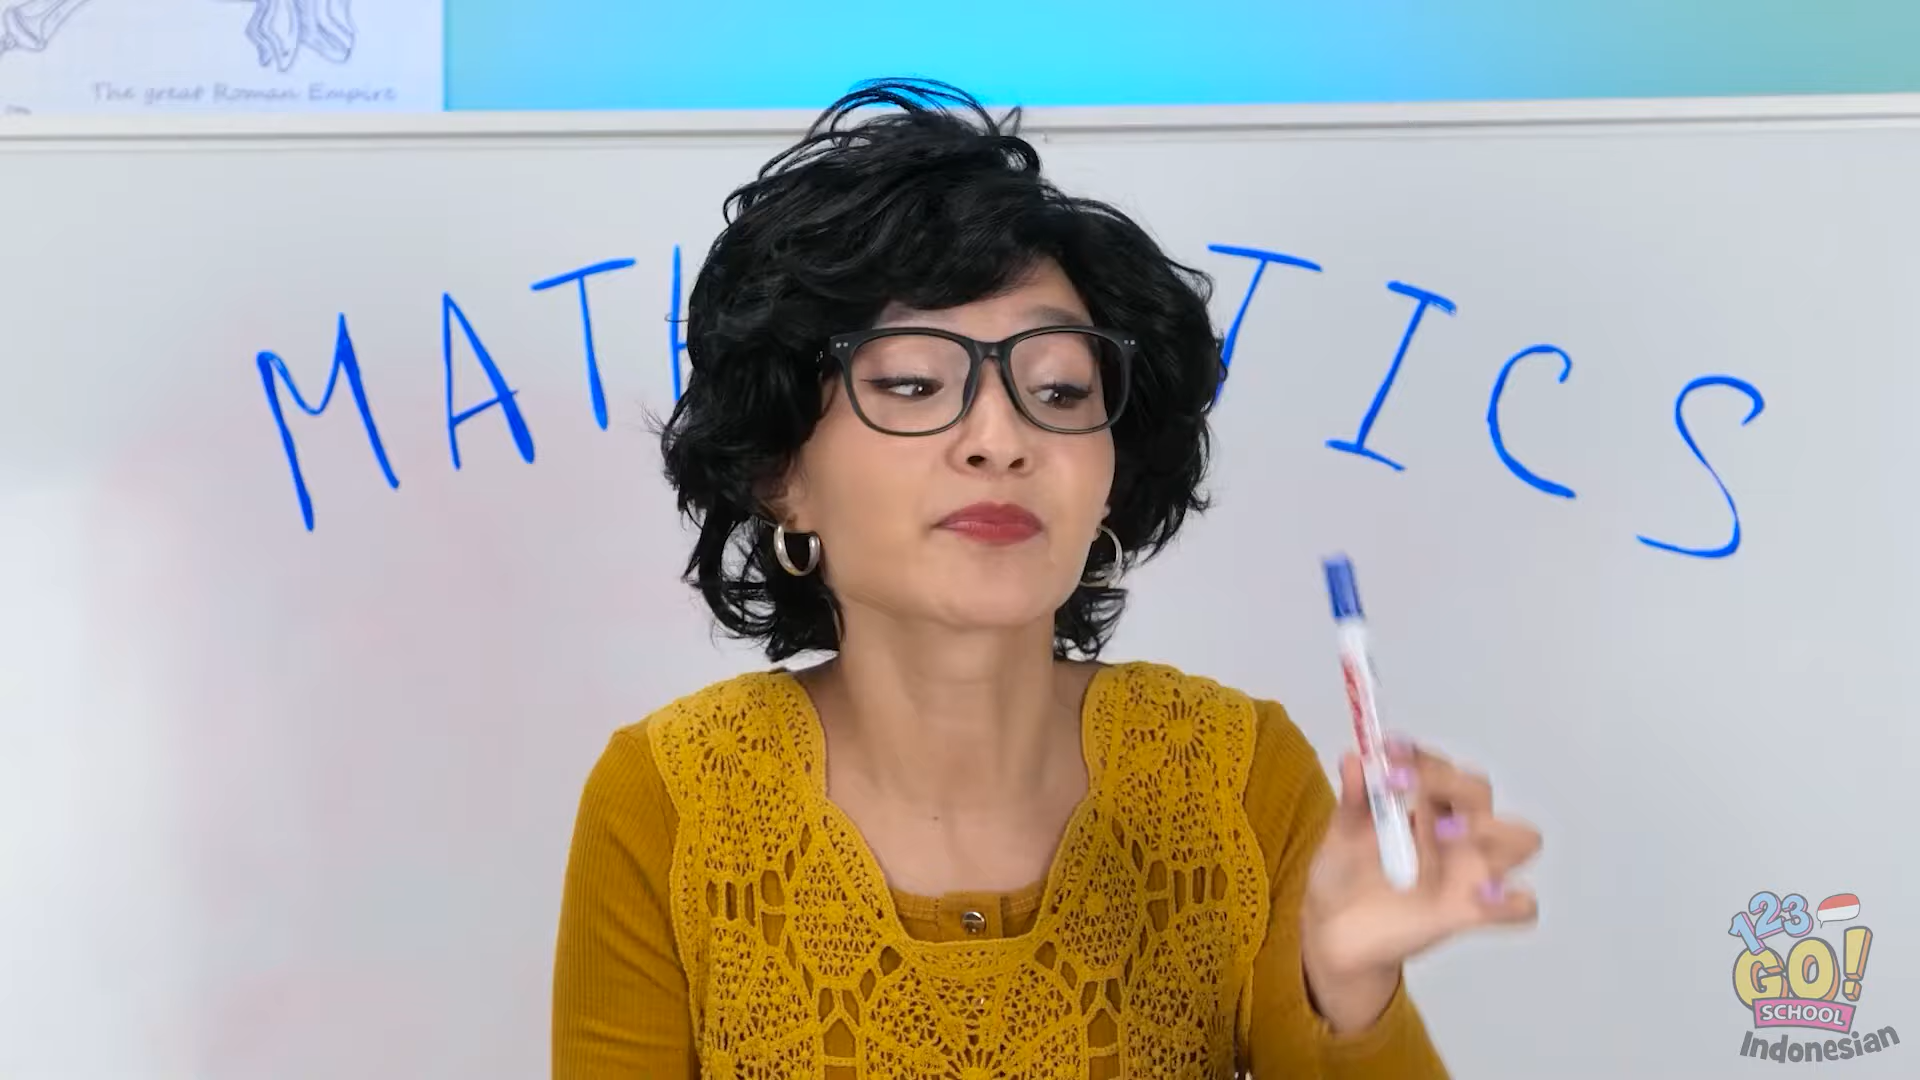 The great Roman Empire
MATH TICS
123
GO!
SCHOOL
Indonesian